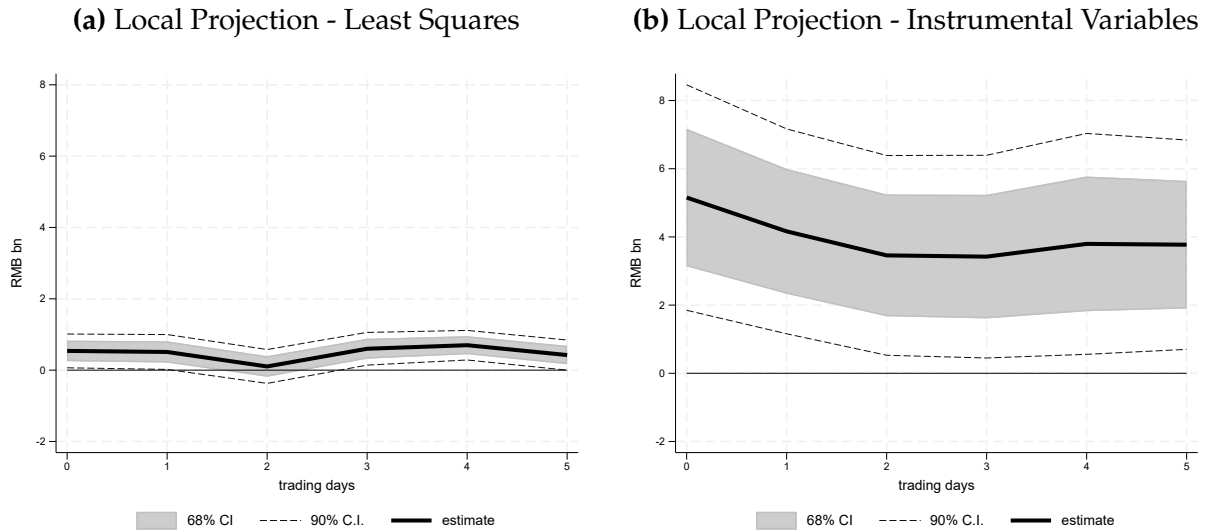 (a) Local Projection - Least Squares
8
6
4
2
0
-2
RMB bn
0 1 2 3 4 5
trading days
68% CI 90% C.I. estimate
(b) Local Projection - Instrumental Variables
8
6
4
2
0
-2
RMB bn
0 1 2 3 4 5
trading days
68% CI 90% C.I. estimate